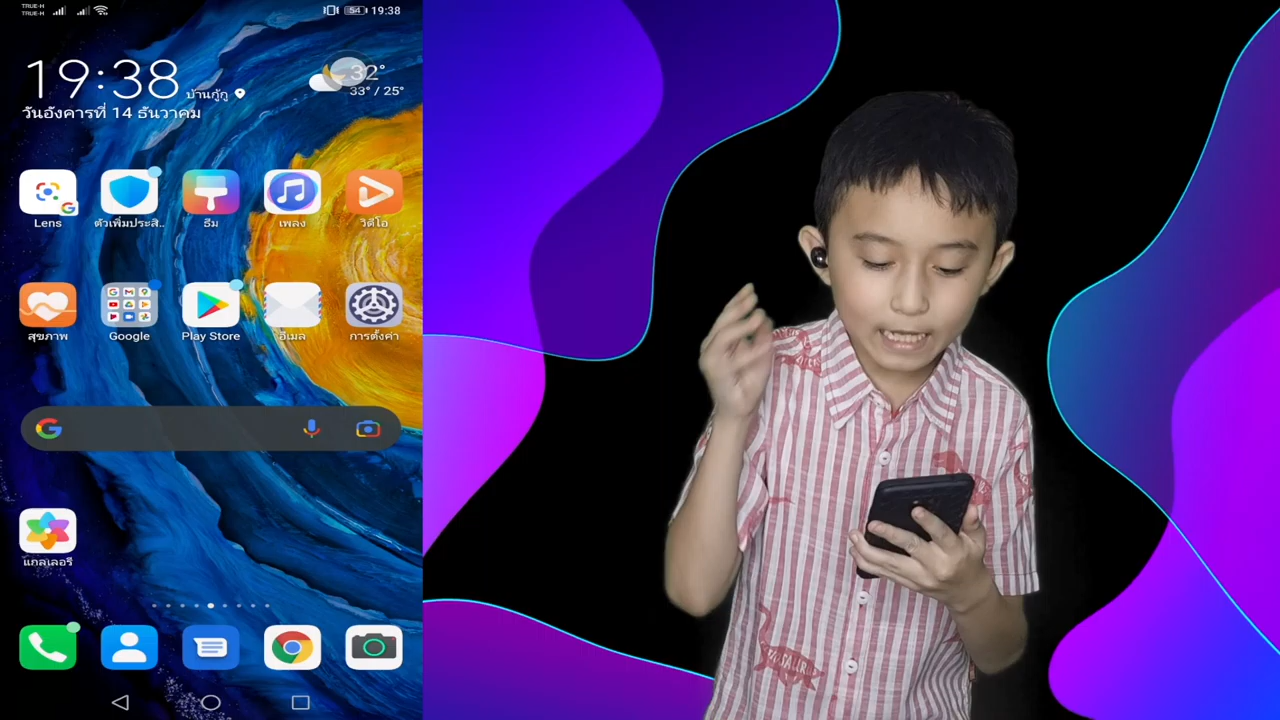 TRUE-H
TRUE-H
54
19:38
19:38
บ้านกู้กู
32°
33° / 25°
วันอังคารที่ 14 ธันวาคม
Lens
ตัวเพิ่มประสิ..
ธีม
เพลง
วิดีโอ
สุขภาพ
Google
Play Store
อีเมล
การตั้งค่า
แกลเลอรี